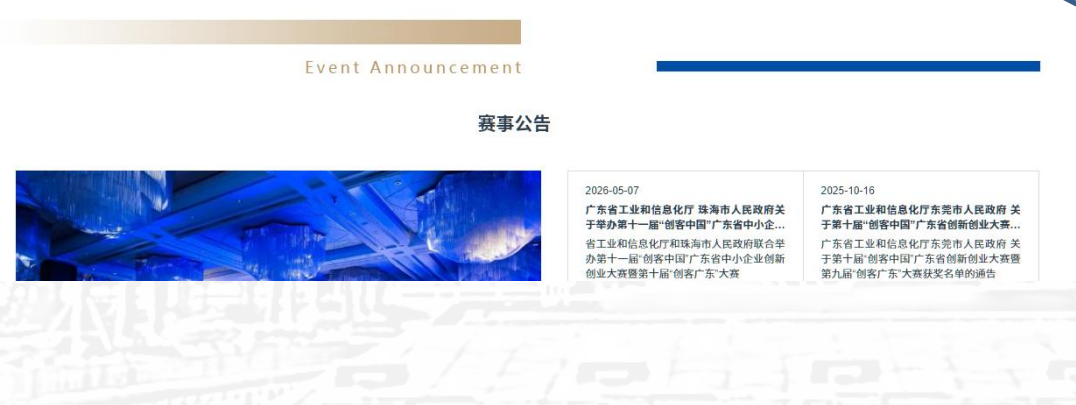 Event Announcement
赛事公告
2026-05-07
广东省工业和信息化厅 珠海市人民政府关
于举办第十一届“创客中国”广东省中小企...
省工业和信息化厅和珠海市人民政府联合举
办第十一届“创客中国”广东省中小企业创新
创业大赛暨第十届“创客广东”大赛
2025-10-16
广东省工业和信息化厅东莞市人民政府 关
于第十届“创客中国”广东省创新创业大赛...
广东省工业和信息化厅东莞市人民政府 关
于第十届“创客中国”广东省创新创业大赛暨
第九届“创客广东”大赛获奖名单的通告